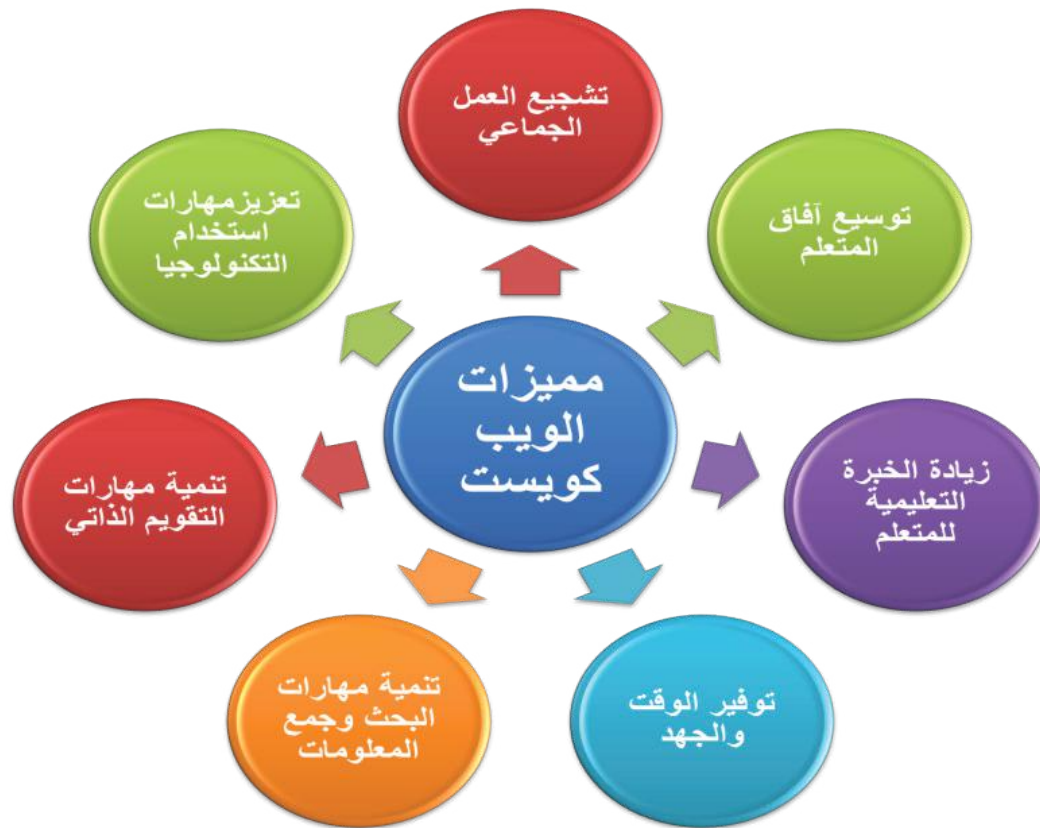 مميزات
الويب
كويست
تشجيع العمل
الجماعي
توسيع آفاق
المتعلم
زيادة الخبرة
التعليمية
للمتعلم
توفير الوقت
والجهد
تنمية مهارات
البحث وجمع
المعلومات
تنمية مهارات
التقويم الذاتي
تعزيزمهارات
استخدام
التكنولوجيا